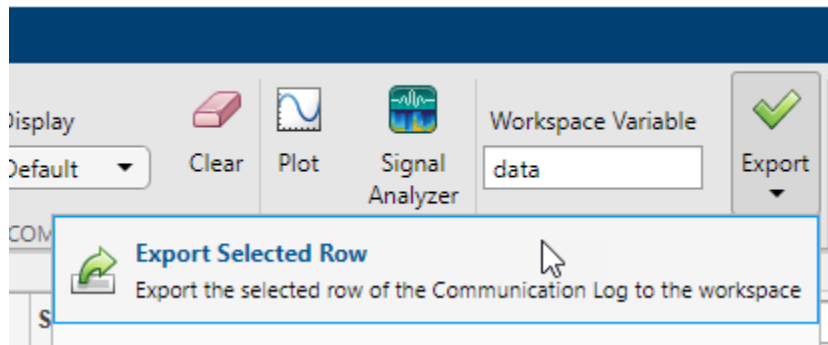 Display
Default
Clear
Plot
Signal
Analyzer
Workspace Variable
data
Export
COM
Export Selected Row
Export the selected row of the Communication Log to the workspace
S